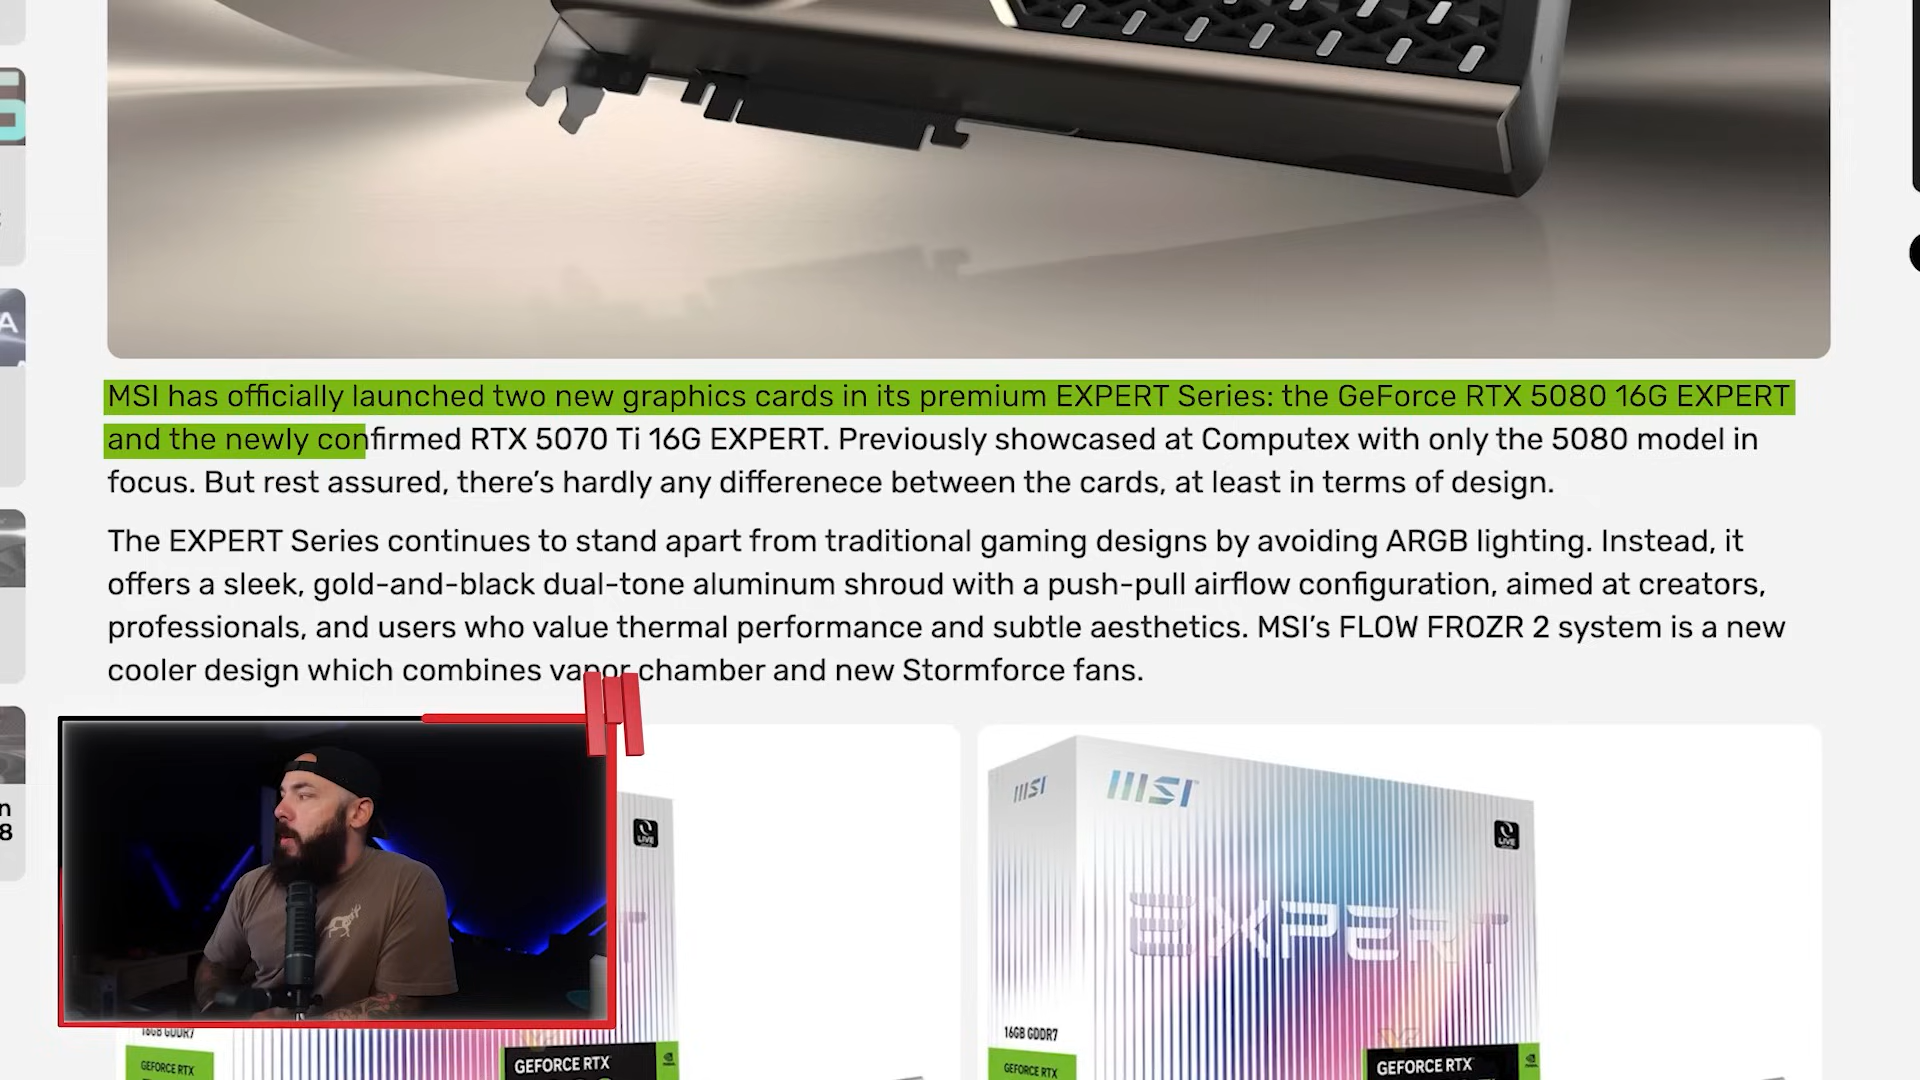 MSI has officially launched two new graphics cards in its premium EXPERT Series: the GeForce RTX 5080 16G EXPERT
and the newly confirmed RTX 5070 Ti 16G EXPERT. Previously showcased at Computex with only the 5080 model in
focus. But rest assured, there's hardly any differenece between the cards, at least in terms of design.
The EXPERT Series continues to stand apart from traditional gaming designs by avoiding ARGB lighting. Instead, it
offers a sleek, gold-and-black dual-tone aluminum shroud with a push-pull airflow configuration, aimed at creators,
professionals, and users who value thermal performance and subtle aesthetics. MSI's FLOW FROZR 2 system is a new
cooler design which combines vapor chamber and new Stormforce fans.
A
n
8
LIVE
16GB GDDR7
GEFORCE RTX
GEFORCE RTX
MSI
MSI
LIVE
EXPERT
16GB GDDR7
GEFORCE RTX
GEFORCE RTX